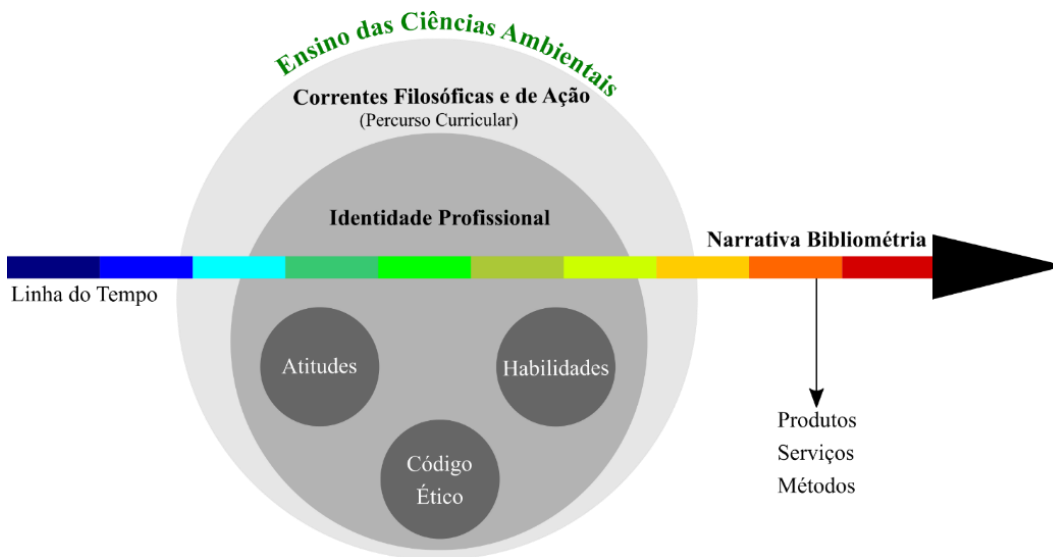 Ensino das Ciências Ambientais
Correntes Filosóficas e de Ação
(Percurso Curricular)
Identidade Profissional
Narrativa Bibliométria
Linha do Tempo
Atitudes
Habilidades
Código
Ético
Produtos
Serviços
Métodos